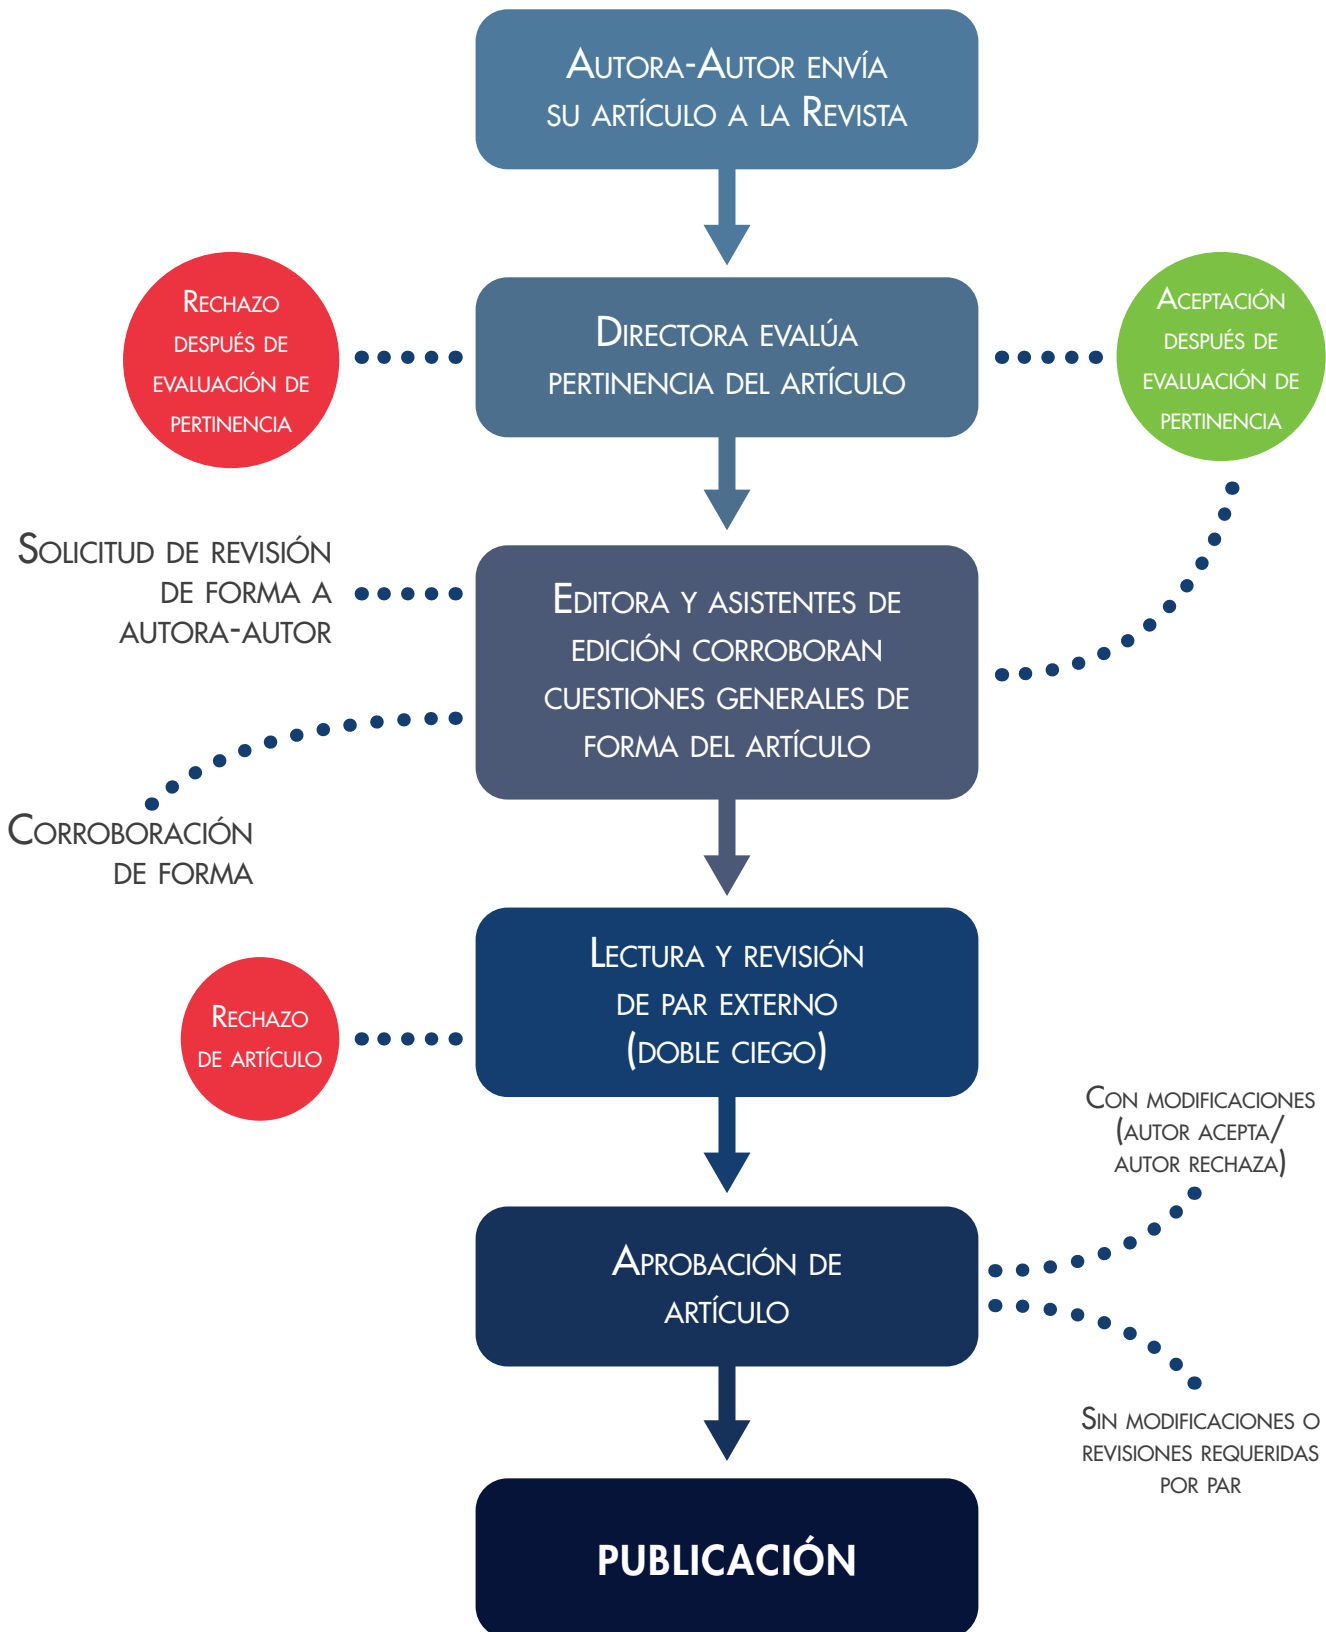 Autora-Autor envía
su artículo a la Revista
Rechazo
después de
evaluación de
pertinencia
Directora evalúa
pertinencia del artículo
Aceptación
después de
evaluación de
pertinencia
Solicitud de revisión
de forma a
autora-autor
Editora y asistentes de
edición corroboran
cuestiones generales de
forma del artículo
Corroboración
de forma
Lectura y revisión
de par externo
(doble ciego)
Rechazo
de artículo
Con modificaciones
(autor acepta/
autor rechaza)
Aprobación de
artículo
Sin modificaciones o
revisiones requeridas
por par
PUBLICACIÓN